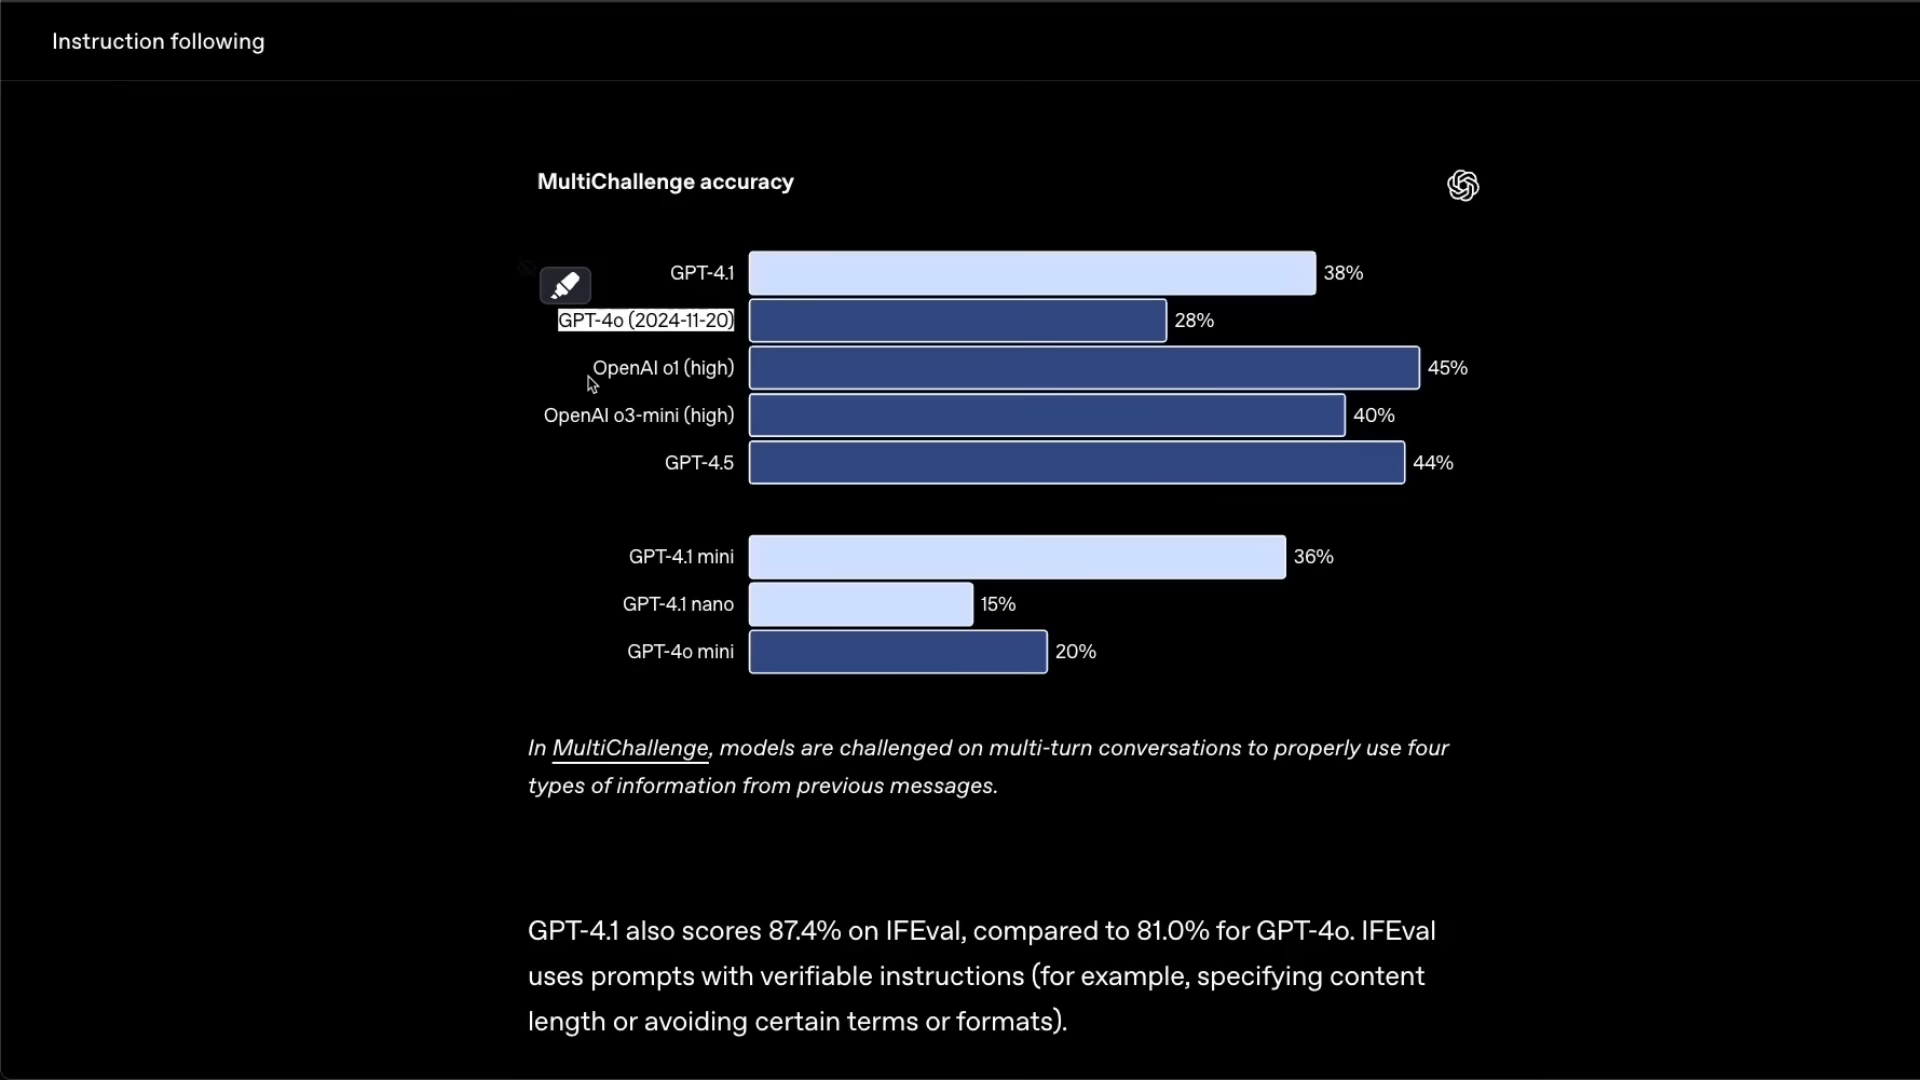 Instruction following
MultiChallenge accuracy
GPT-4.1 38%
GPT-4o (2024-11-20) 28%
OpenAI o1 (high) 45%
OpenAI o3-mini (high) 40%
GPT-4.5 44%
GPT-4.1 mini 36%
GPT-4.1 nano 15%
GPT-4o mini 20%
In MultiChallenge, models are challenged on multi-turn conversations to properly use four
types of information from previous messages.
GPT-4.1 also scores 87.4% on IFEval, compared to 81.0% for GPT-4o. IFEval
uses prompts with verifiable instructions (for example, specifying content
length or avoiding certain terms or formats).